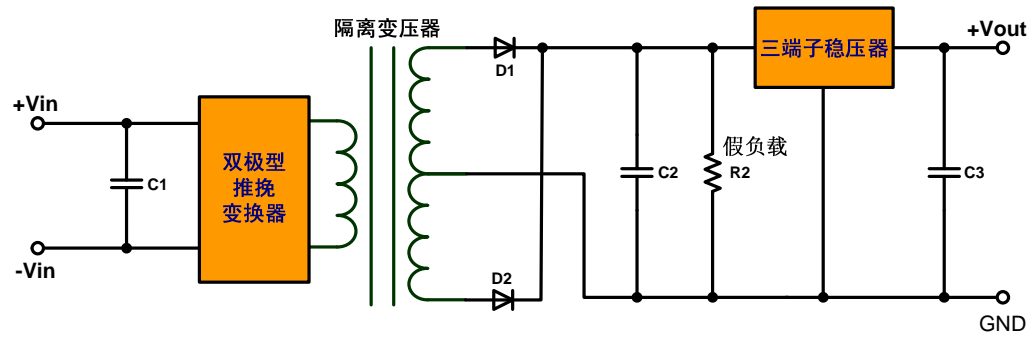 隔离变压器
+Vin
C1
-Vin
双极型
推挽
变换器
D1
D2
C2
假负载
R2
三端子稳压器
C3
+Vout
GND